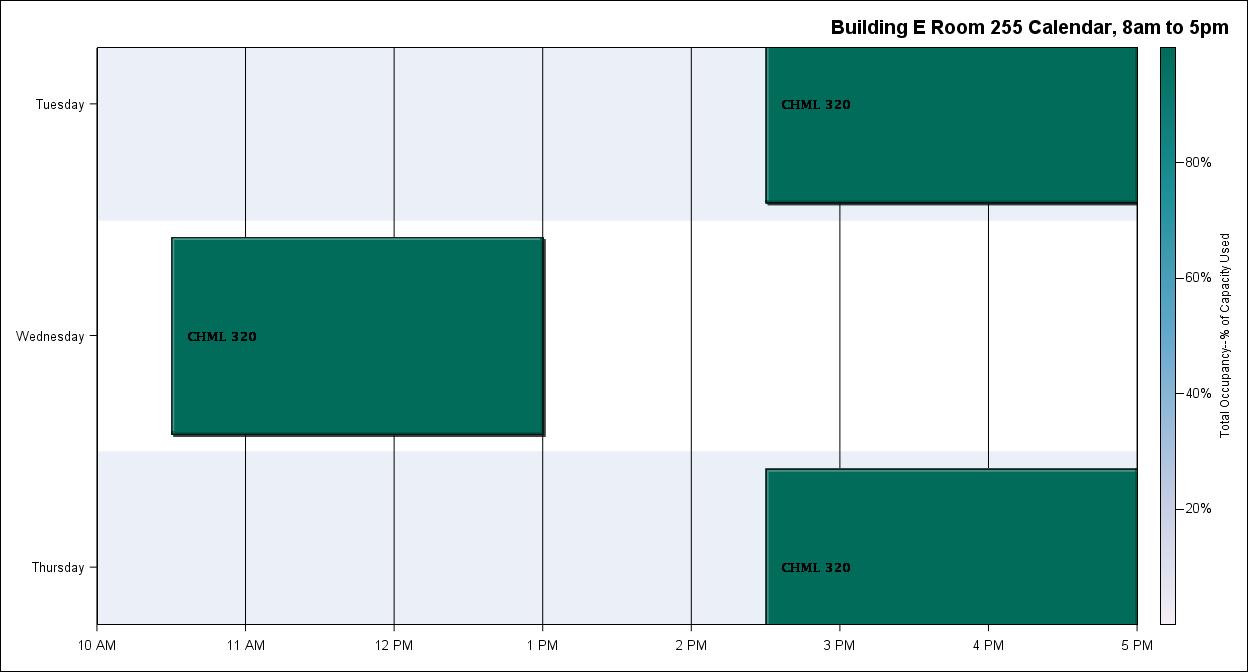 Building E Room 255 Calendar, 8am to 5pm
Tuesday
CHML 320
Wednesday
CHML 320
Thursday
CHML 320
10 AM
11 AM
12 PM
1 PM
2 PM
3 PM
4 PM
5 PM
80%
60%
40%
20%
Total Occupancy--% of Capacity Used